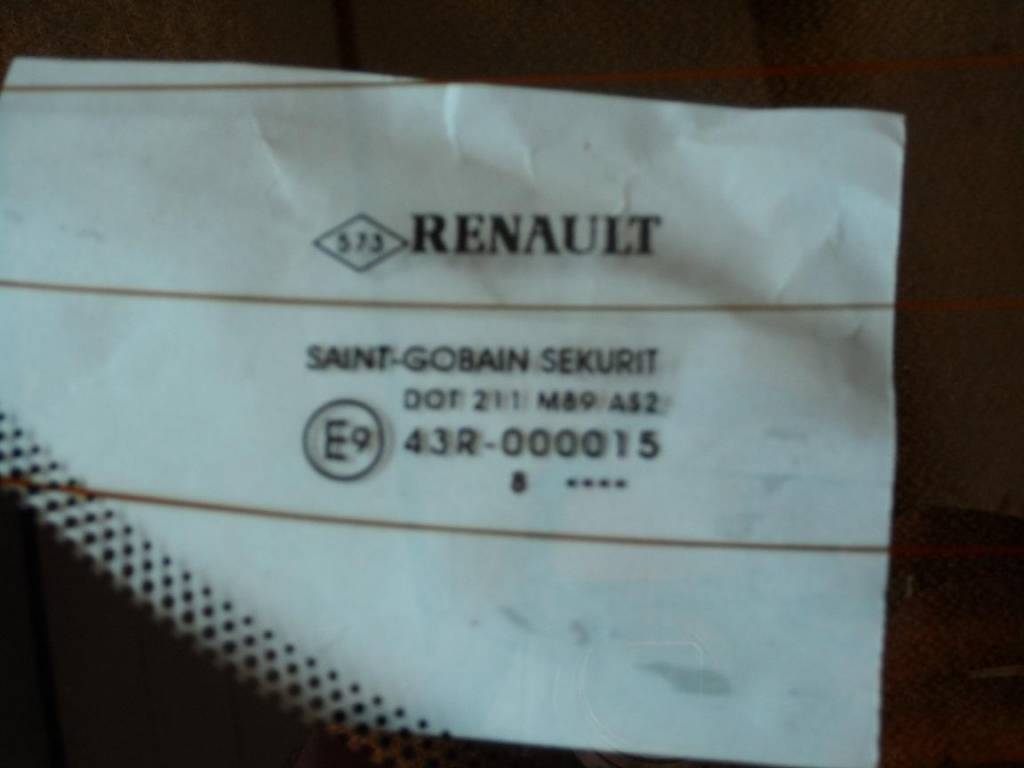 573 RENAULT
SAINT-GOBAIN SEKURIT
DOT 211 M89 AS2
E9 43R-000015
8 ••••